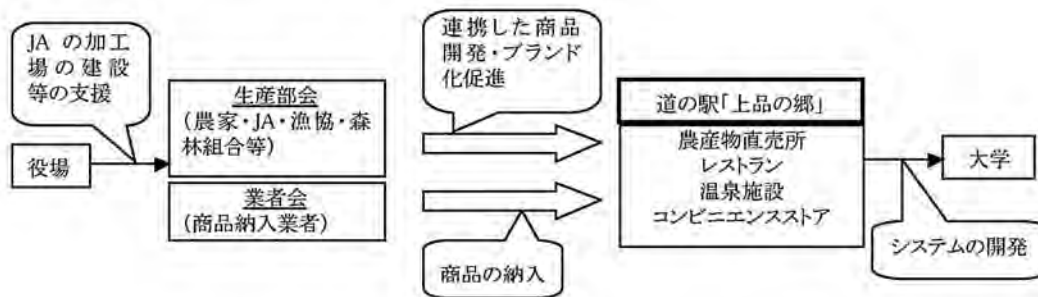 JA の加工
場の建設
等の支援
役場
生産部会
(農家・JA・漁協・森
林組合等)
業者会
(商品納入業者)
連携した商品
開発・ブランド
化促進
商品の納入
道の駅「上品の郷」
農産物直売所
レストラン
温泉施設
コンビニエンスストア
大学
システムの開発